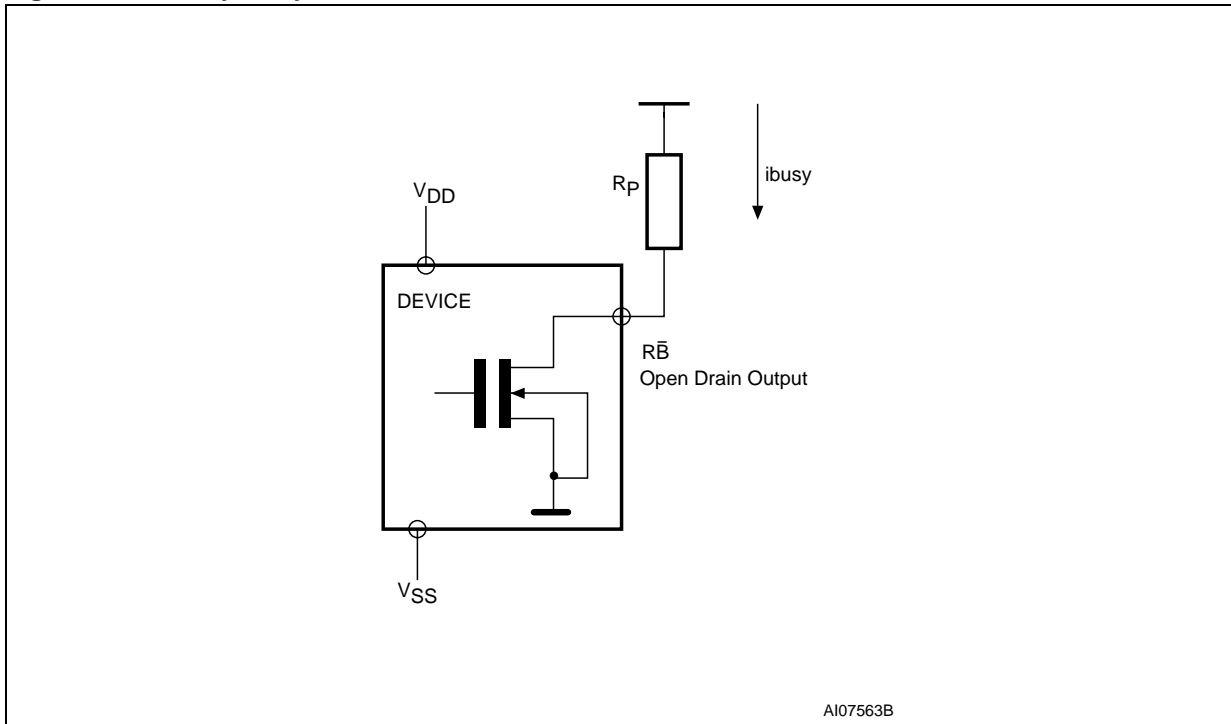 RP
ibusy
VDD
DEVICE
RB̄
Open Drain Output
VSS
AI07563B